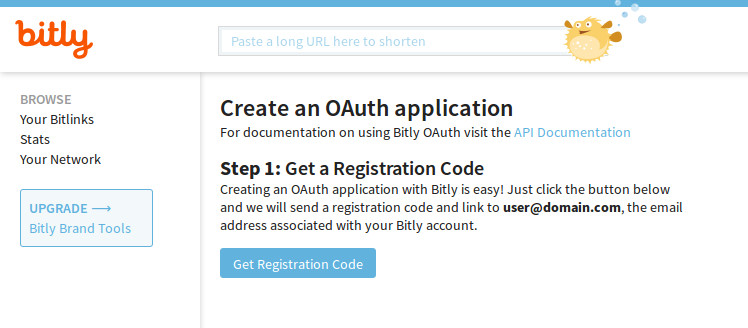 bitly
Paste a long URL here to shorten
BROWSE
Your Bitlinks
Stats
Your Network
UPGRADE ⟶
Bitly Brand Tools
Create an OAuth application
For documentation on using Bitly OAuth visit the API Documentation
Step 1: Get a Registration Code
Creating an OAuth application with Bitly is easy! Just click the button below
and we will send a registration code and link to user@domain.com, the email
address associated with your Bitly account.
Get Registration Code